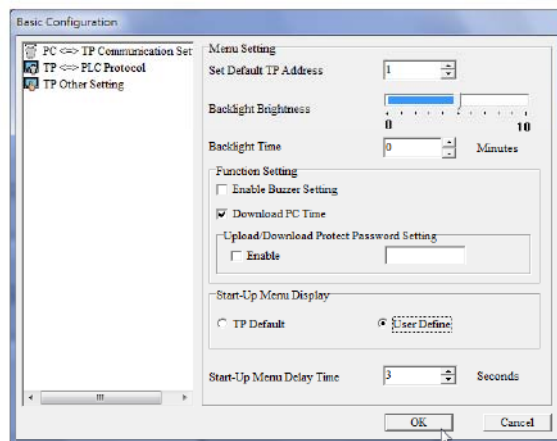 Basic Configuration
PC <=> TP Communication Set
TP <=> PLC Protocol
TP Other Setting
Menu Setting
Set Default TP Address 1
Backlight Brightness
0 10
Backlight Time 0 Minutes
Function Setting
Enable Buzzer Setting
Download PC Time
Upload/Download Protect Password Setting
Enable
Start-Up Menu Display
TP Default User Define
Start-Up Menu Delay Time 3 Seconds
OK Cancel